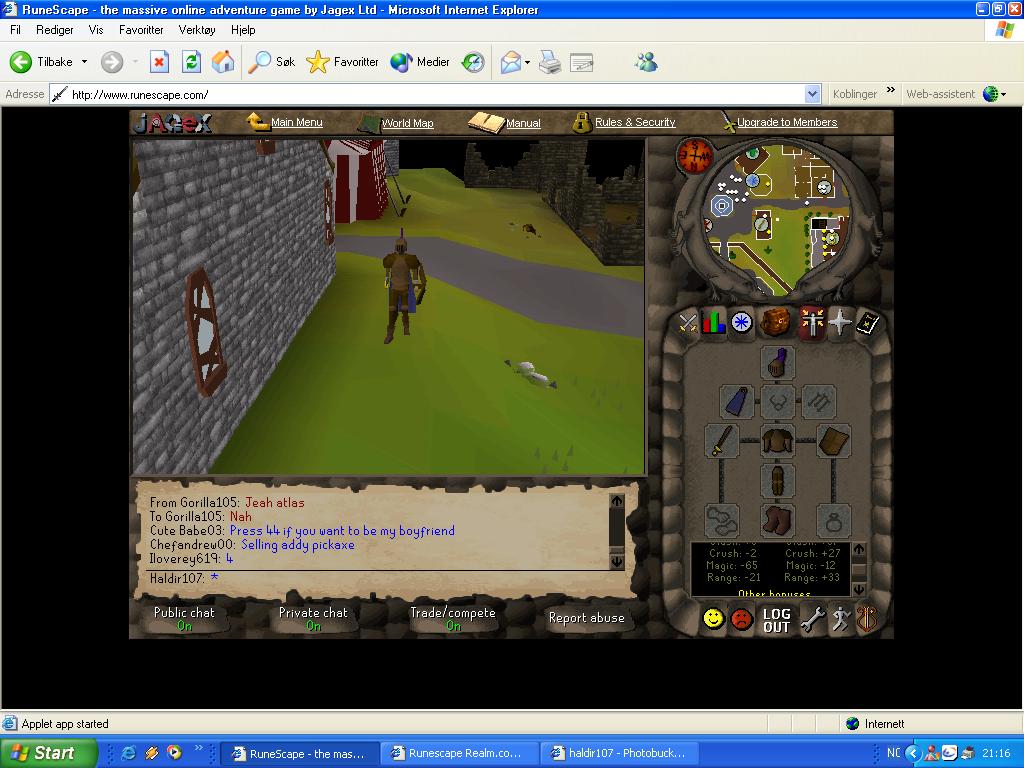 RuneScape - the massive online adventure game by Jagex Ltd - Microsoft Internet Explorer
Fil Rediger Vis Favoritter Verktøy Hjelp
Tilbake Søk Favoritter Medier
Adresse http://www.runescape.com/ Koblinger » Web-assistent
JAGEX Main Menu World Map Manual Rules & Security Upgrade to Members
From Gorilla105: Jeah atlas
To Gorilla105: Nah
Cute Babe03: Press 44 if you want to be my boyfriend
Chefandrew00: Selling addy pickaxe
Iloverey619: 4
Haldir107: *
Crush: -2 Crush: +27
Magic: -65 Magic: -12
Range: -21 Range: +33
Other bonuses
Public chat Private chat Trade/compete Report abuse
On On On
LOG
OUT
Applet app started Internett
Start » RuneScape - the mas... Runescape Realm.co... haldir107 - Photobuck... NO 21:16